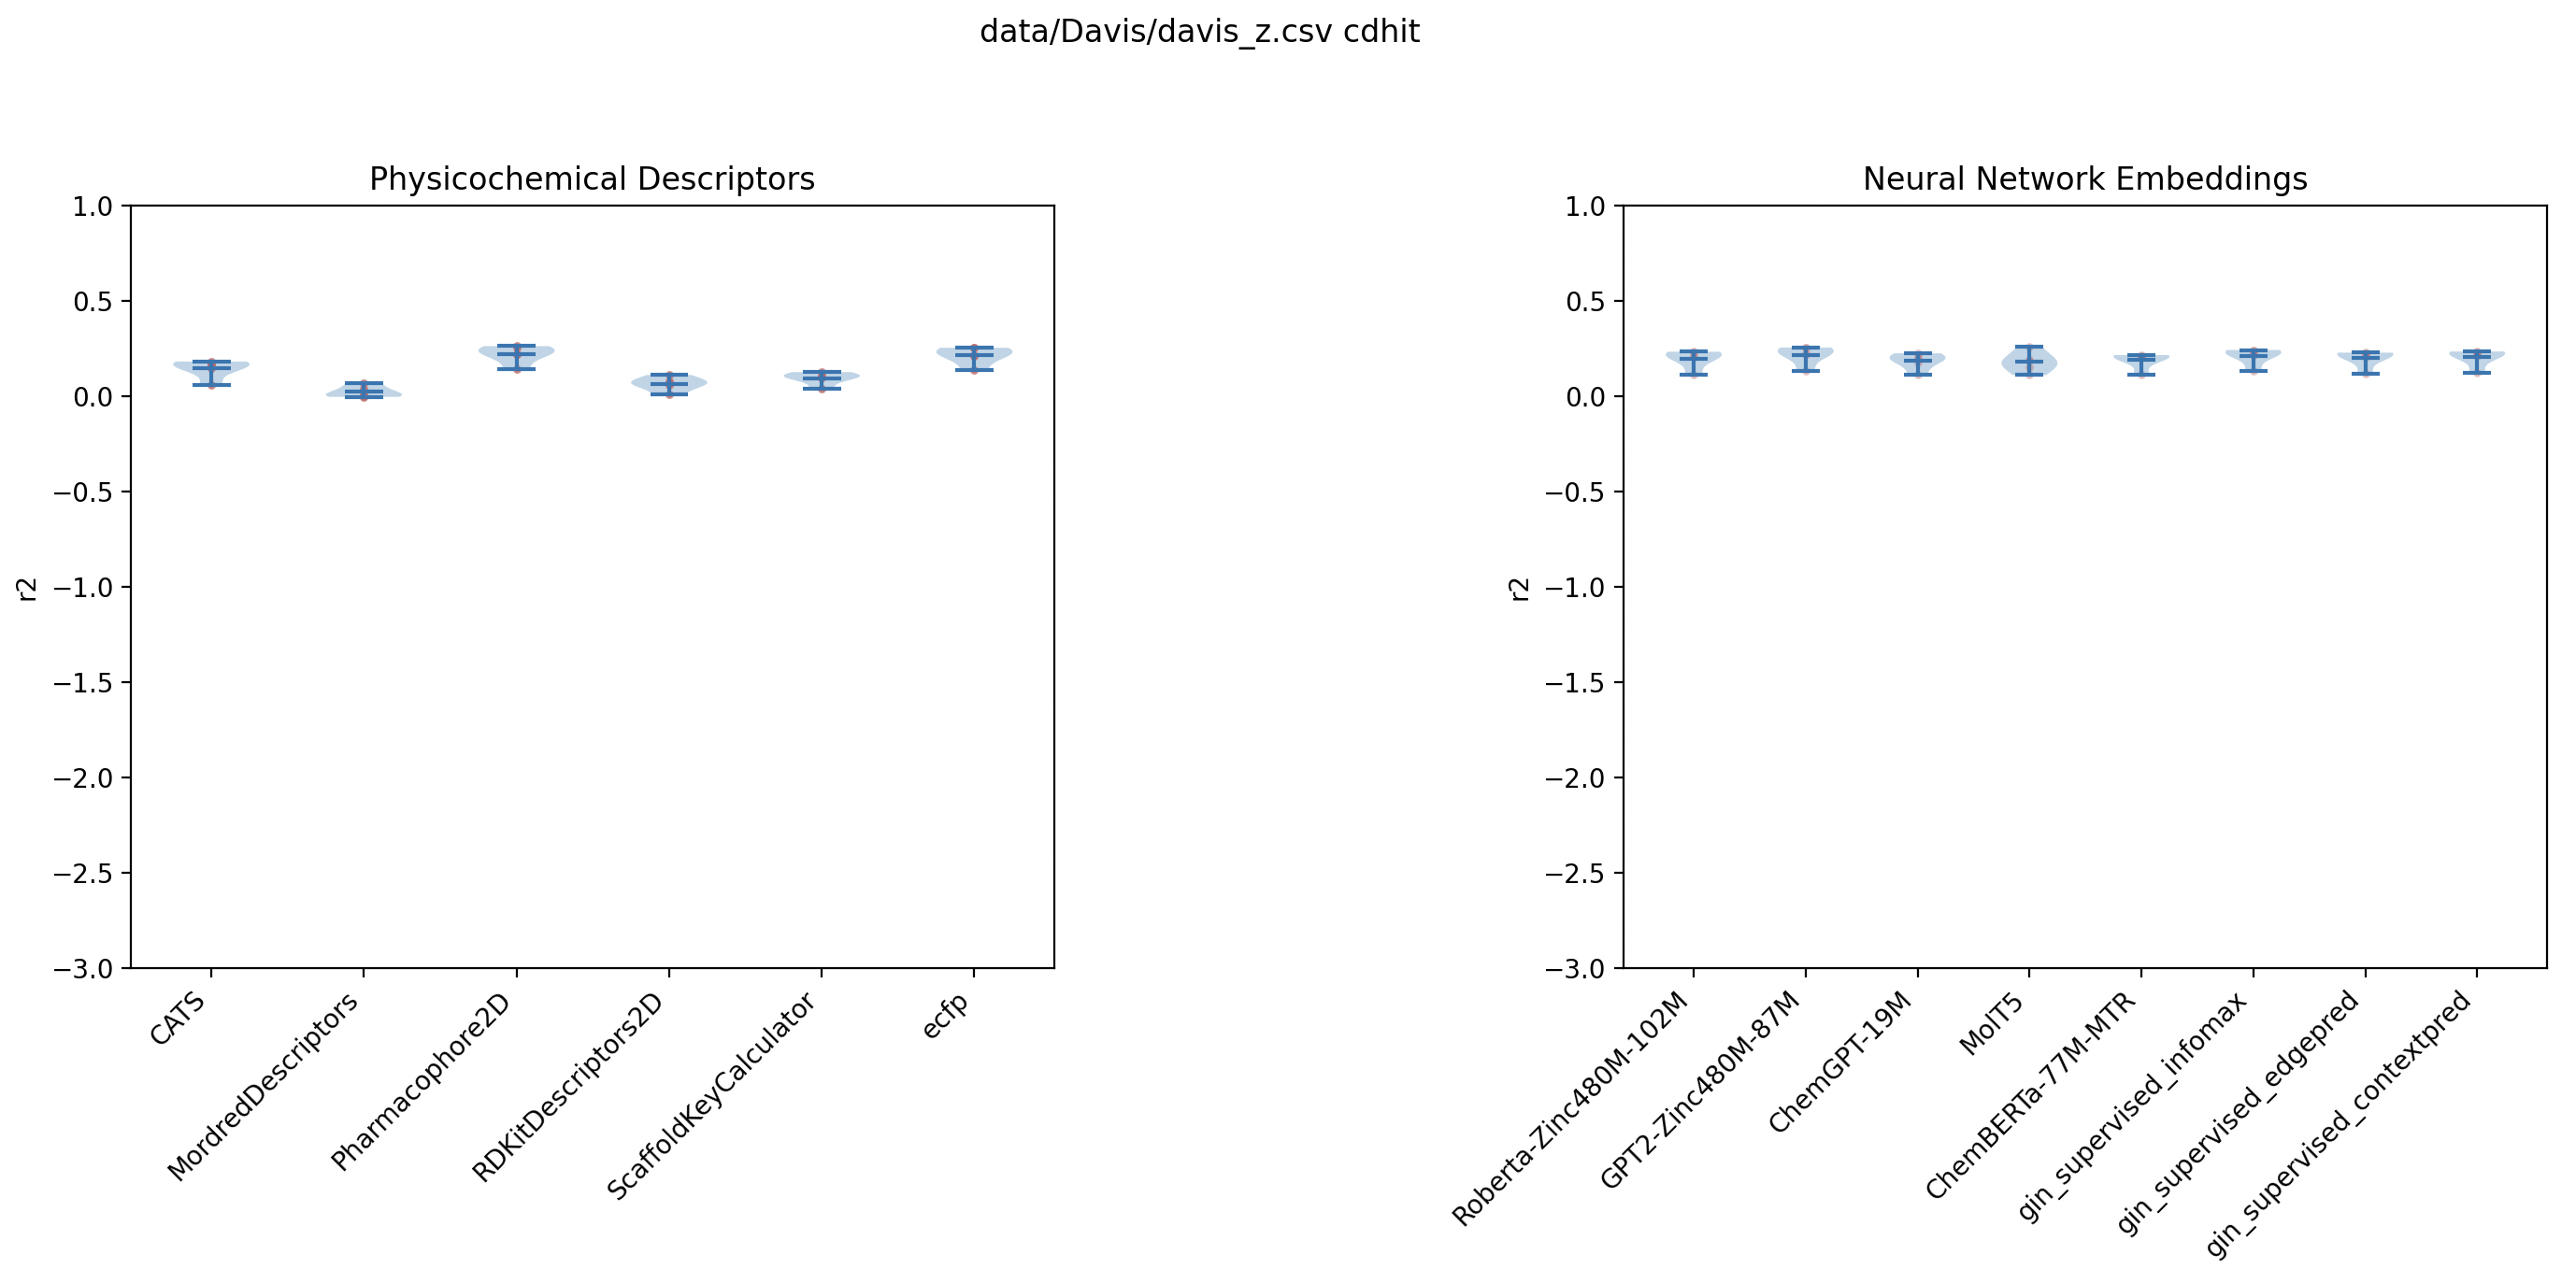 data/Davis/davis_z.csv cdhit
Physicochemical Descriptors
1.0
0.5
0.0
−0.5
−1.0
−1.5
−2.0
−2.5
−3.0
r2
CATS
MordredDescriptors
Pharmacophore2D
RDKitDescriptors2D
ScaffoldKeyCalculator
ecfp
Neural Network Embeddings
1.0
0.5
0.0
−0.5
−1.0
−1.5
−2.0
−2.5
−3.0
r2
Roberta-Zinc480M-102M
GPT2-Zinc480M-87M
ChemGPT-19M
MolT5
ChemBERTa-77M-MTR
gin_supervised_infomax
gin_supervised_edgepred
gin_supervised_contextpred